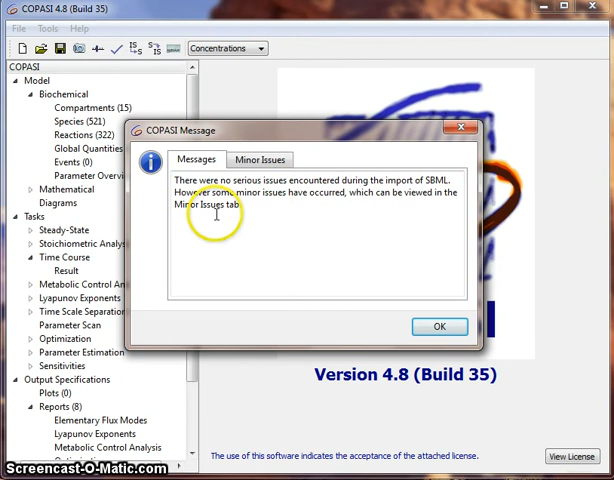 COPASI 4.8 (Build 35)
File Tools Help
Concentrations
COPASI
Model
Biochemical
Compartments (15)
Species (521)
Reactions (322)
Global Quantities
Events (0)
Parameter Overvi
Mathematical
Diagrams
Tasks
Steady-State
Stoichiometric Analysi
Time Course
Result
Metabolic Control Anal
Lyapunov Exponents
Time Scale Separation
Parameter Scan
Optimization
Parameter Estimation
Sensitivities
Output Specifications
Plots (0)
Reports (8)
Elementary Flux Modes
Lyapunov Exponents
Metabolic Control Analysis
COPASI Message
Messages Minor Issues
There were no serious issues encountered during the import of SBML.
However some minor issues have occurred, which can be viewed in the
Minor Issues tab.
OK
Version 4.8 (Build 35)
The use of this software indicates the acceptance of the attached license.
View License
Screencast-O-Matic.com